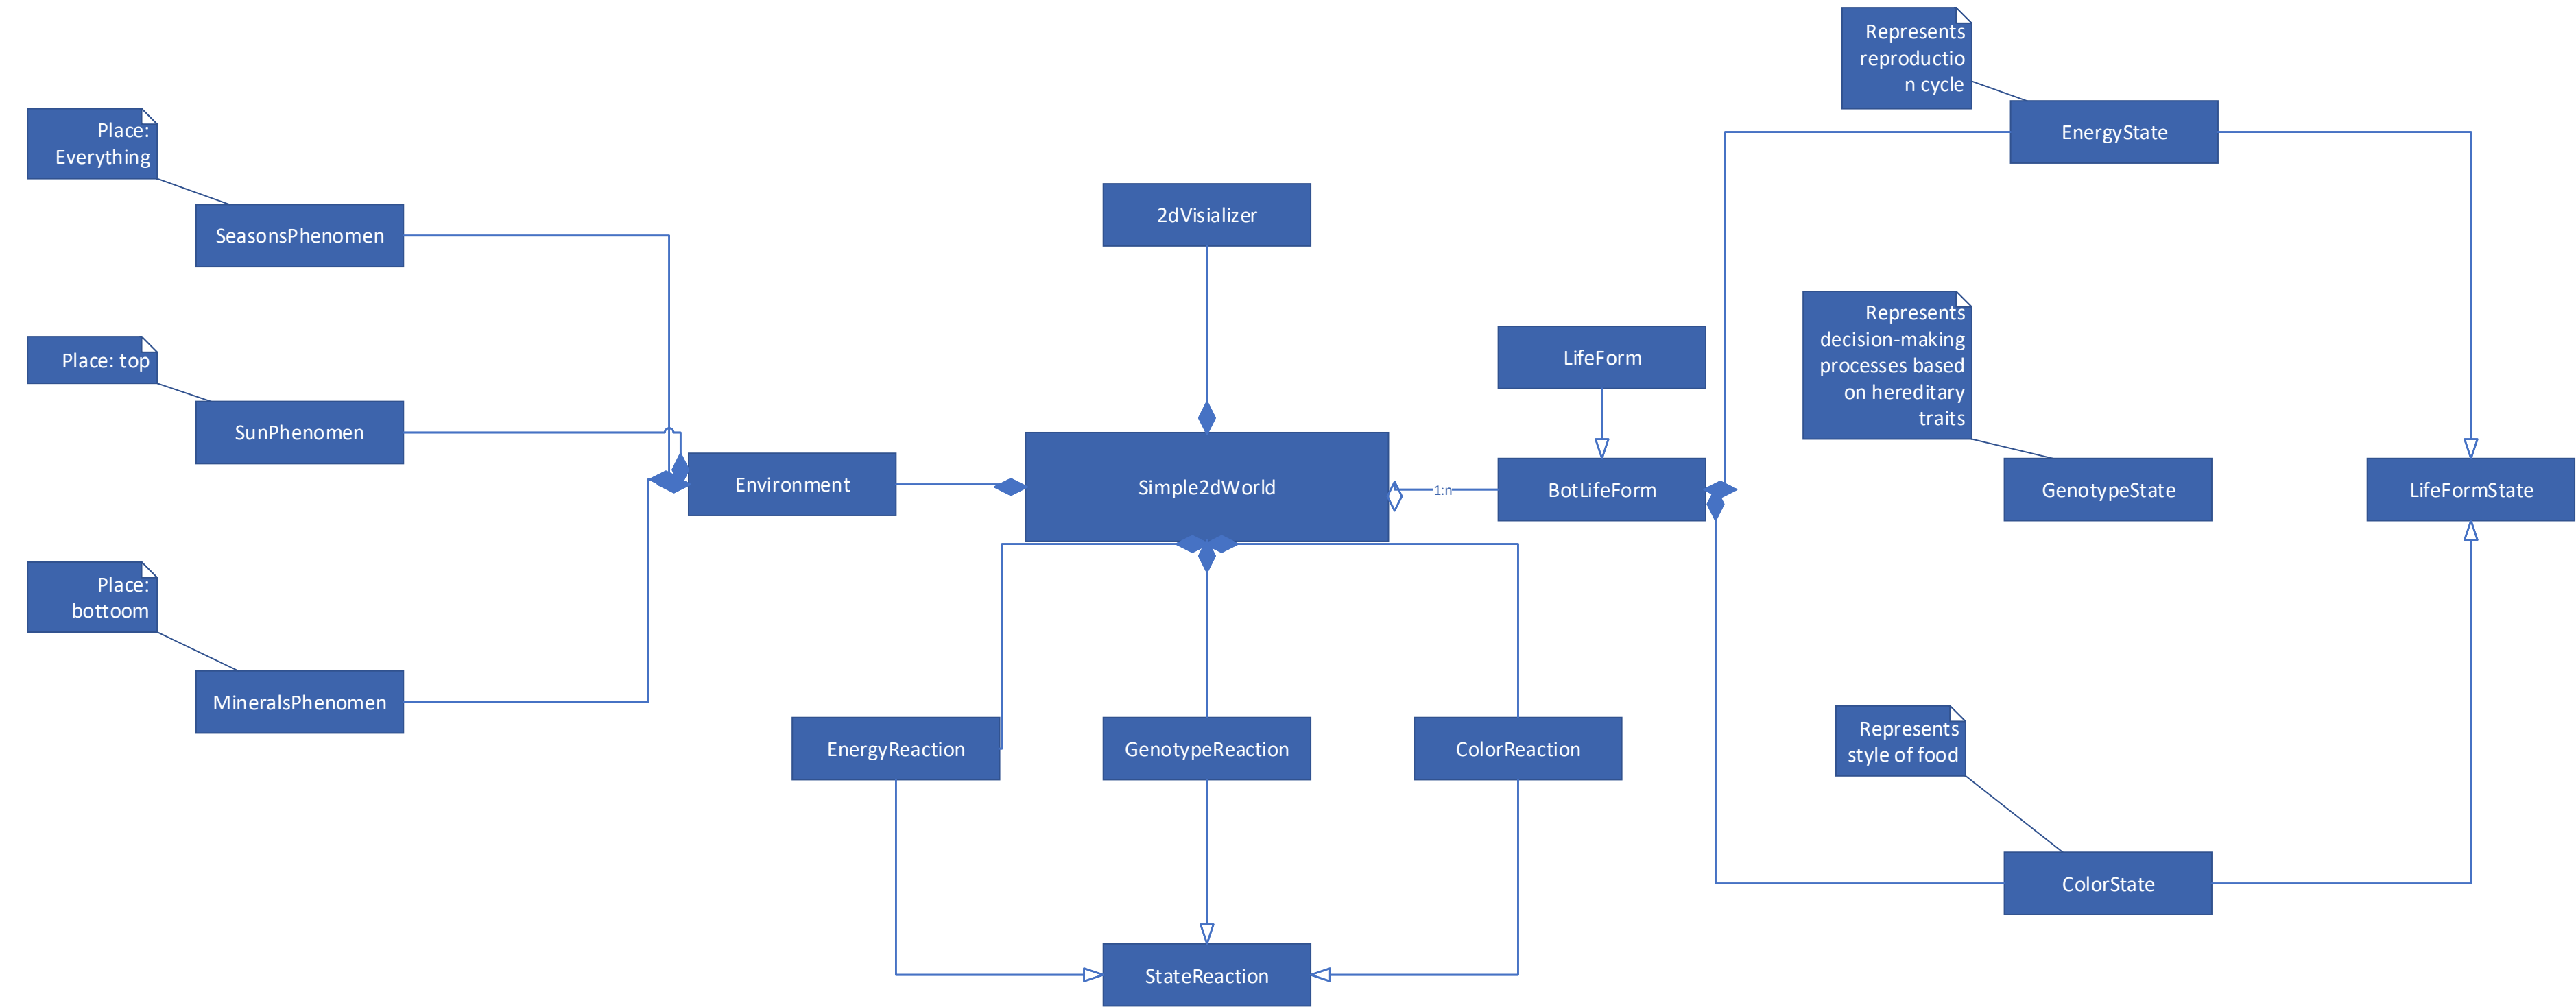 Represents
reproductio
n cycle
EnergyState
Place:
Everything
SeasonsPhenomen
2dVisializer
Represents
decision-making
processes based
on hereditary
traits
Place: top
SunPhenomen
LifeForm
Environment
Simple2dWorld
1:n
BotLifeForm
GenotypeState
LifeFormState
Place:
bottoom
MineralsPhenomen
EnergyReaction
GenotypeReaction
ColorReaction
Represents
style of food
ColorState
StateReaction